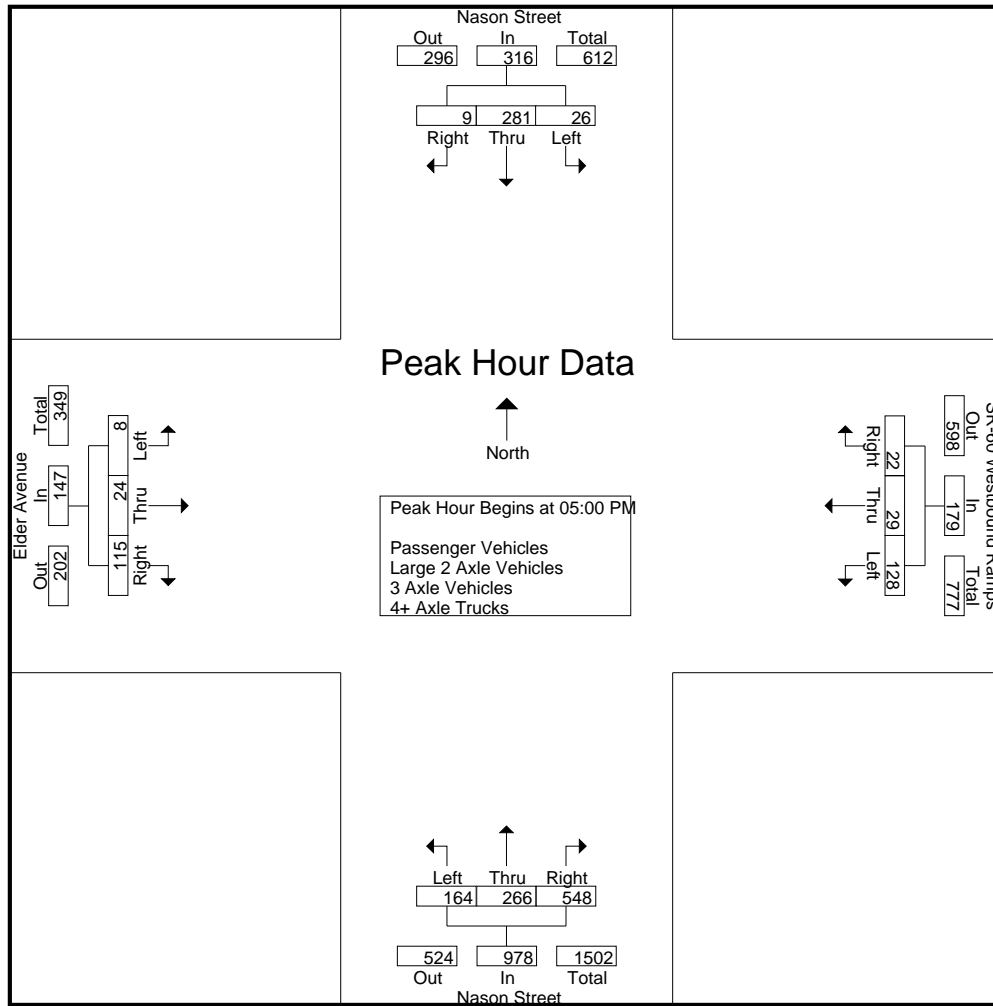 Nason Street
Out In Total
296 316 612
9 281 26
Right Thru Left
Peak Hour Data
North
Peak Hour Begins at 05:00 PM
Passenger Vehicles
Large 2 Axle Vehicles
3 Axle Vehicles
4+ Axle Trucks
Elder Avenue
Out In Total
202 147 349
115 24 8
Right Thru Left
SR-60 Westbound Ramps
Out In Total
598 179 777
22 29 128
Right Thru Left
Left Thru Right
164 266 548
524 978 1502
Out In Total
Nason Street